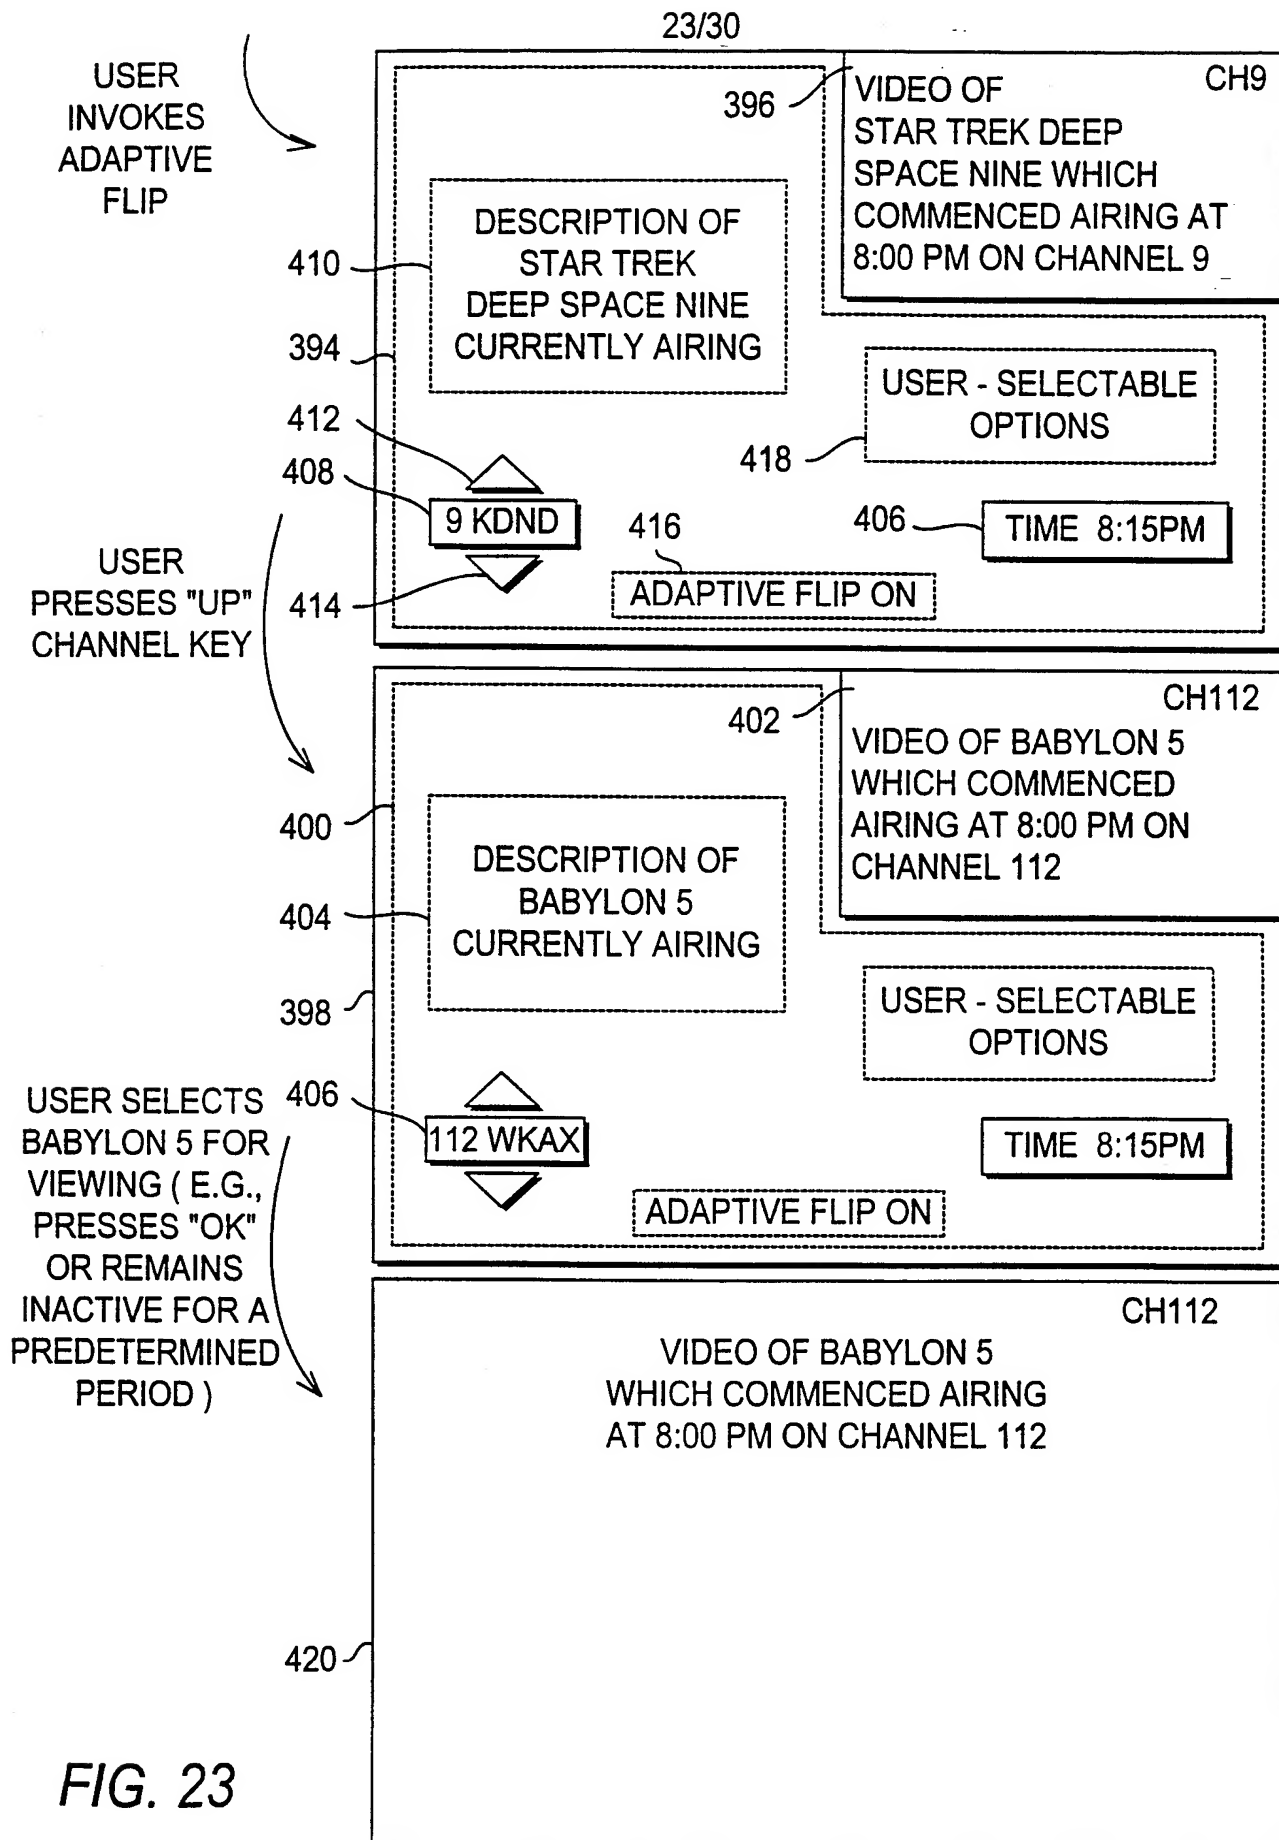 23/30
USER
INVOKES
ADAPTIVE
FLIP
396
CH9
VIDEO OF
STAR TREK DEEP
SPACE NINE WHICH
COMMENCED AIRING AT
8:00 PM ON CHANNEL 9
410
DESCRIPTION OF
STAR TREK
DEEP SPACE NINE
CURRENTLY AIRING
394
USER - SELECTABLE
OPTIONS
418
412
408
9 KDND
414
416
ADAPTIVE FLIP ON
406
TIME 8:15PM
USER
PRESSES "UP"
CHANNEL KEY
402
CH112
VIDEO OF BABYLON 5
WHICH COMMENCED
AIRING AT 8:00 PM ON
CHANNEL 112
400
DESCRIPTION OF
BABYLON 5
CURRENTLY AIRING
404
398
USER - SELECTABLE
OPTIONS
406
112 WKAX
TIME 8:15PM
ADAPTIVE FLIP ON
USER SELECTS
BABYLON 5 FOR
VIEWING ( E.G.,
PRESSES "OK"
OR REMAINS
INACTIVE FOR A
PREDETERMINED
PERIOD )
CH112
VIDEO OF BABYLON 5
WHICH COMMENCED AIRING
AT 8:00 PM ON CHANNEL 112
420
FIG. 23